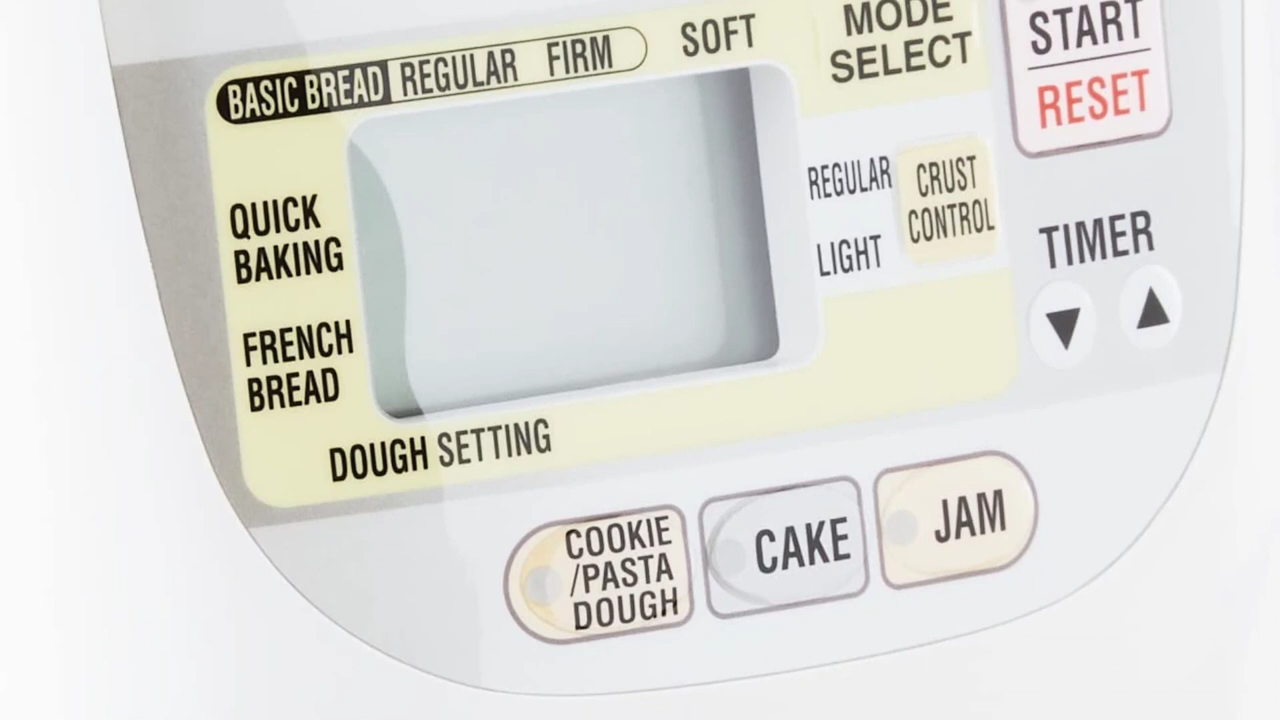 BASIC BREAD REGULAR FIRM SOFT
MODE
SELECT
START
RESET
QUICK
BAKING
FRENCH
BREAD
REGULAR
LIGHT
CRUST
CONTROL
TIMER
▼ ▲
DOUGH SETTING
COOKIE
/PASTA
DOUGH
CAKE
JAM